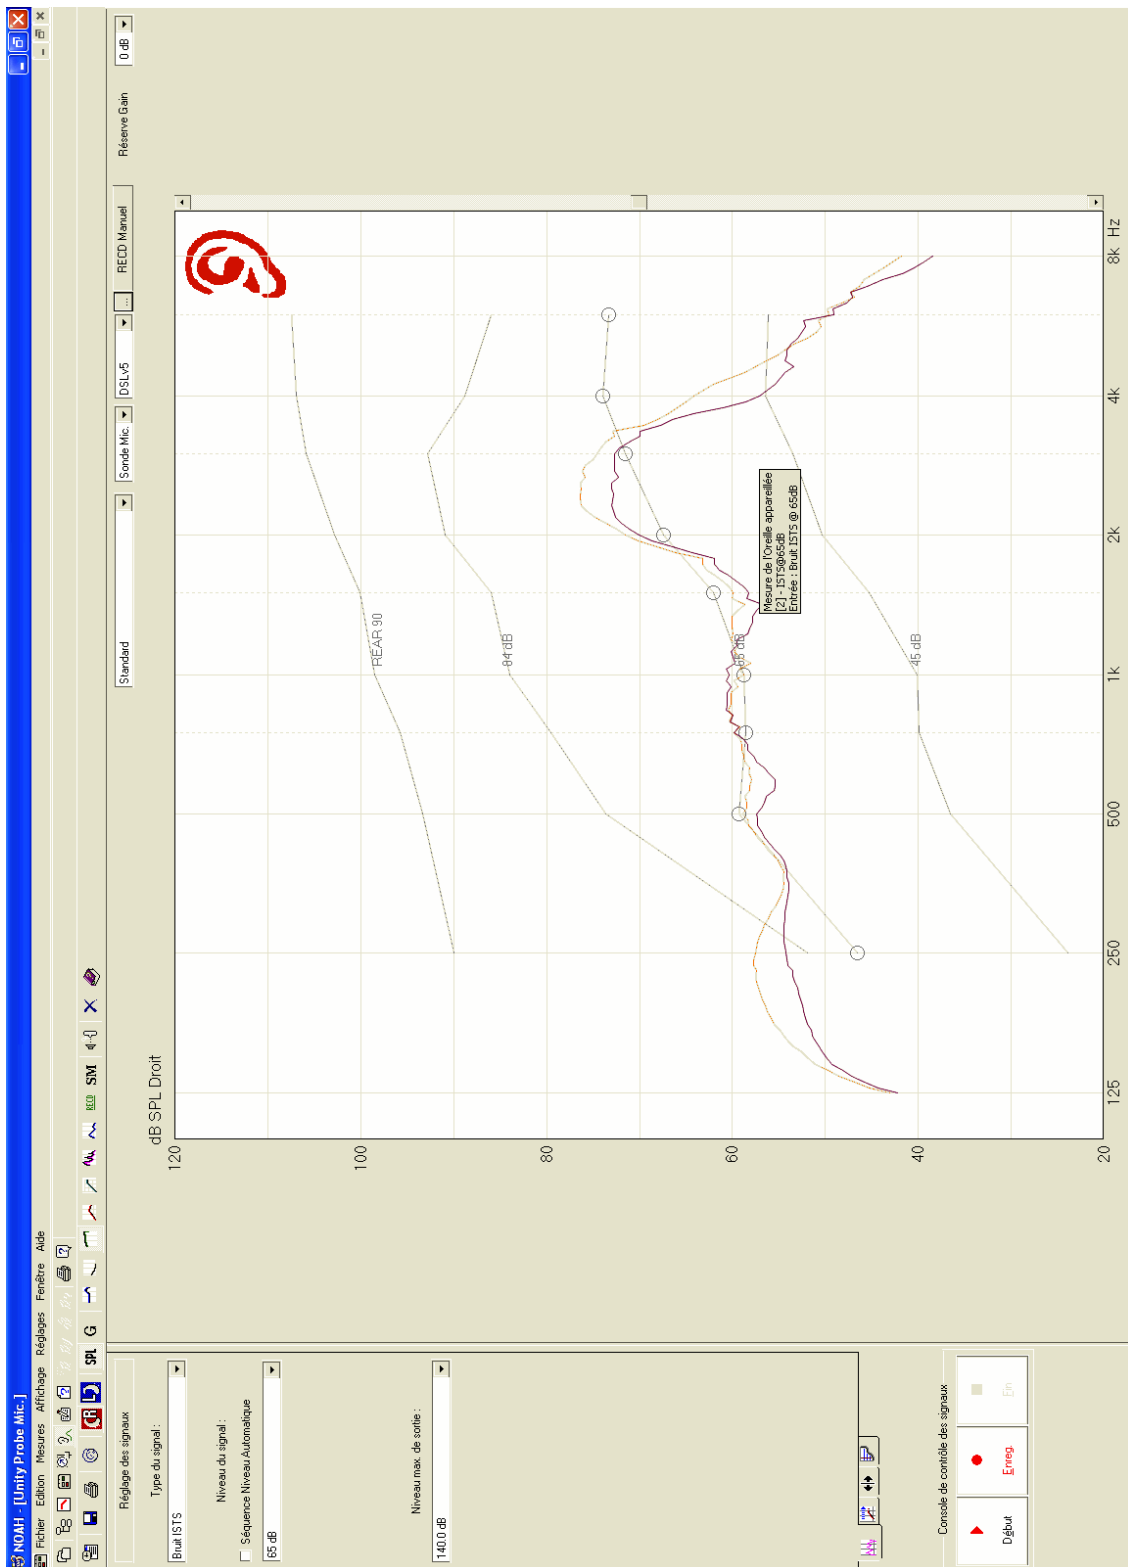 NOAH - [Unity Probe Mic.]
Fichier Edition Mesures Affichage Réglages Fenêtre Aide
SPL G RECD SM
Réglage des signaux
Type du signal :
Bruit ISTS
Niveau du signal :
Séquence Niveau Automatique
65 dB
Niveau max. de sortie :
140.0 dB
Console de contrôle des signaux
Début
Enreg.
Fin
Standard
Sonde Mic.
DSLv5
...
RECD Manuel
Réserve Gain
0 dB
dB SPL Droit
120
100
80
60
40
20
REAR 90
84 dB
65 dB
45 dB
Mesure de l'Oreille appareillée
[2] - ISTS@65dB
Entrée : Bruit ISTS @ 65dB
125 250 500 1K 2K 4K 8K Hz